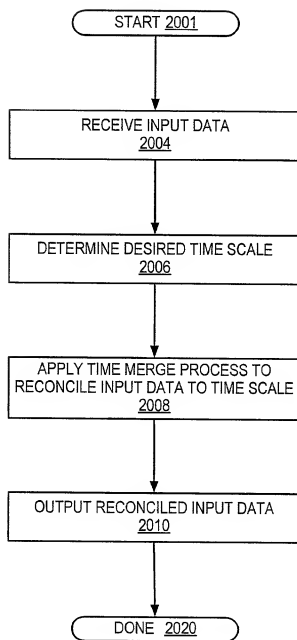 START 2001
RECEIVE INPUT DATA
2004
DETERMINE DESIRED TIME SCALE
2006
APPLY TIME MERGE PROCESS TO
RECONCILE INPUT DATA TO TIME SCALE
2008
OUTPUT RECONCILED INPUT DATA
2010
DONE 2020